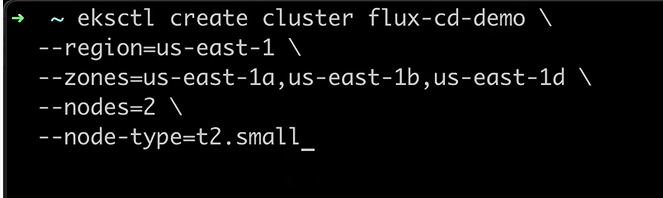 ➜ ~ eksctl create cluster flux-cd-demo \
--region=us-east-1 \
--zones=us-east-1a,us-east-1b,us-east-1d \
--nodes=2 \
--node-type=t2.small_